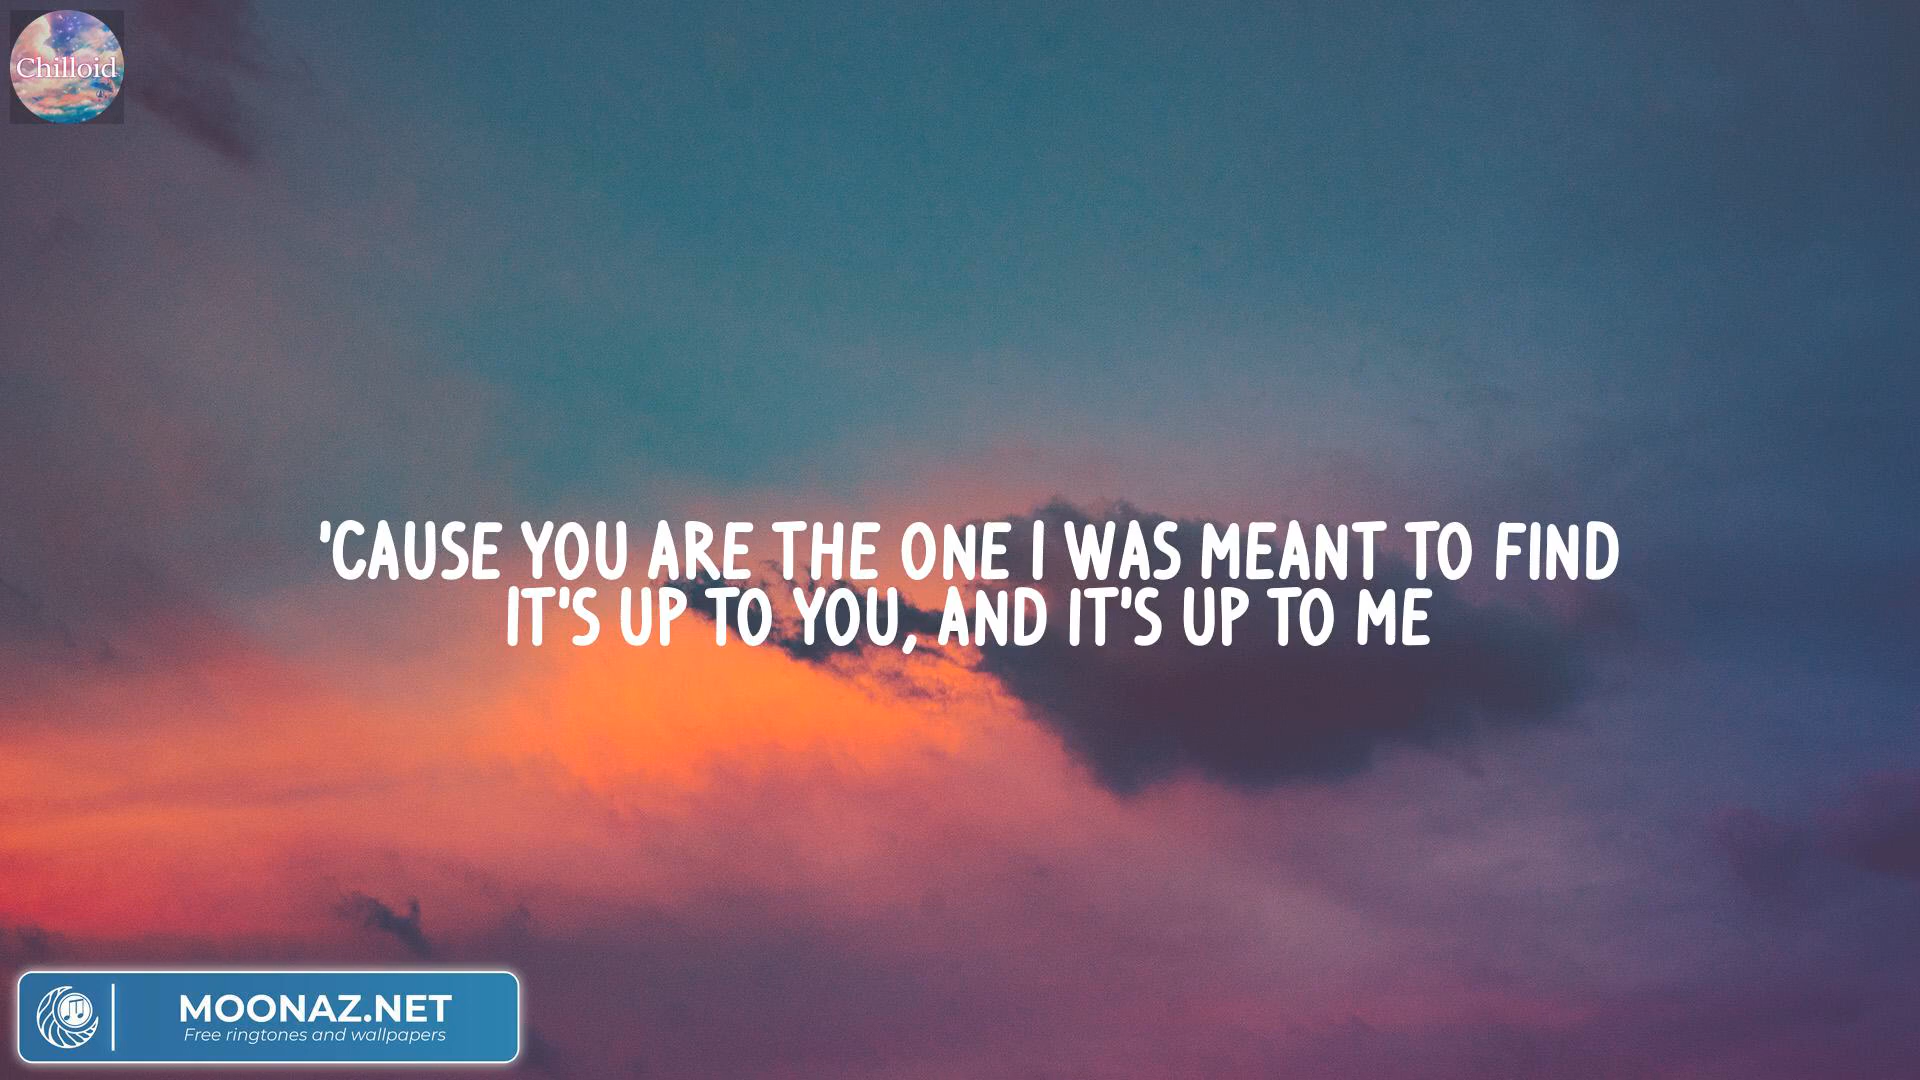 Chilloid
'CAUSE YOU ARE THE ONE I WAS MEANT TO FIND
IT'S UP TO YOU, AND IT'S UP TO ME
MOONAZ.NET
Free ringtones and wallpapers